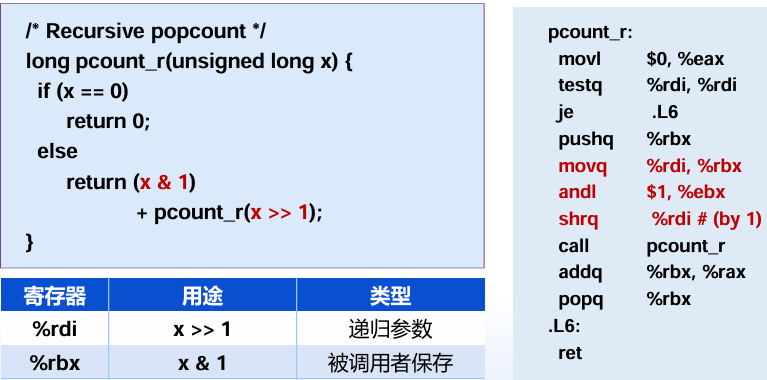 /* Recursive popcount */
long pcount_r(unsigned long x) {
if (x == 0)
return 0;
else
return (x & 1)
+ pcount_r(x >> 1);
}
寄存器 用途 类型
%rdi x >> 1 递归参数
%rbx x & 1 被调用者保存
pcount_r:
movl $0, %eax
testq %rdi, %rdi
je .L6
pushq %rbx
movq %rdi, %rbx
andl $1, %ebx
shrq %rdi # (by 1)
call pcount_r
addq %rbx, %rax
popq %rbx
.L6:
ret